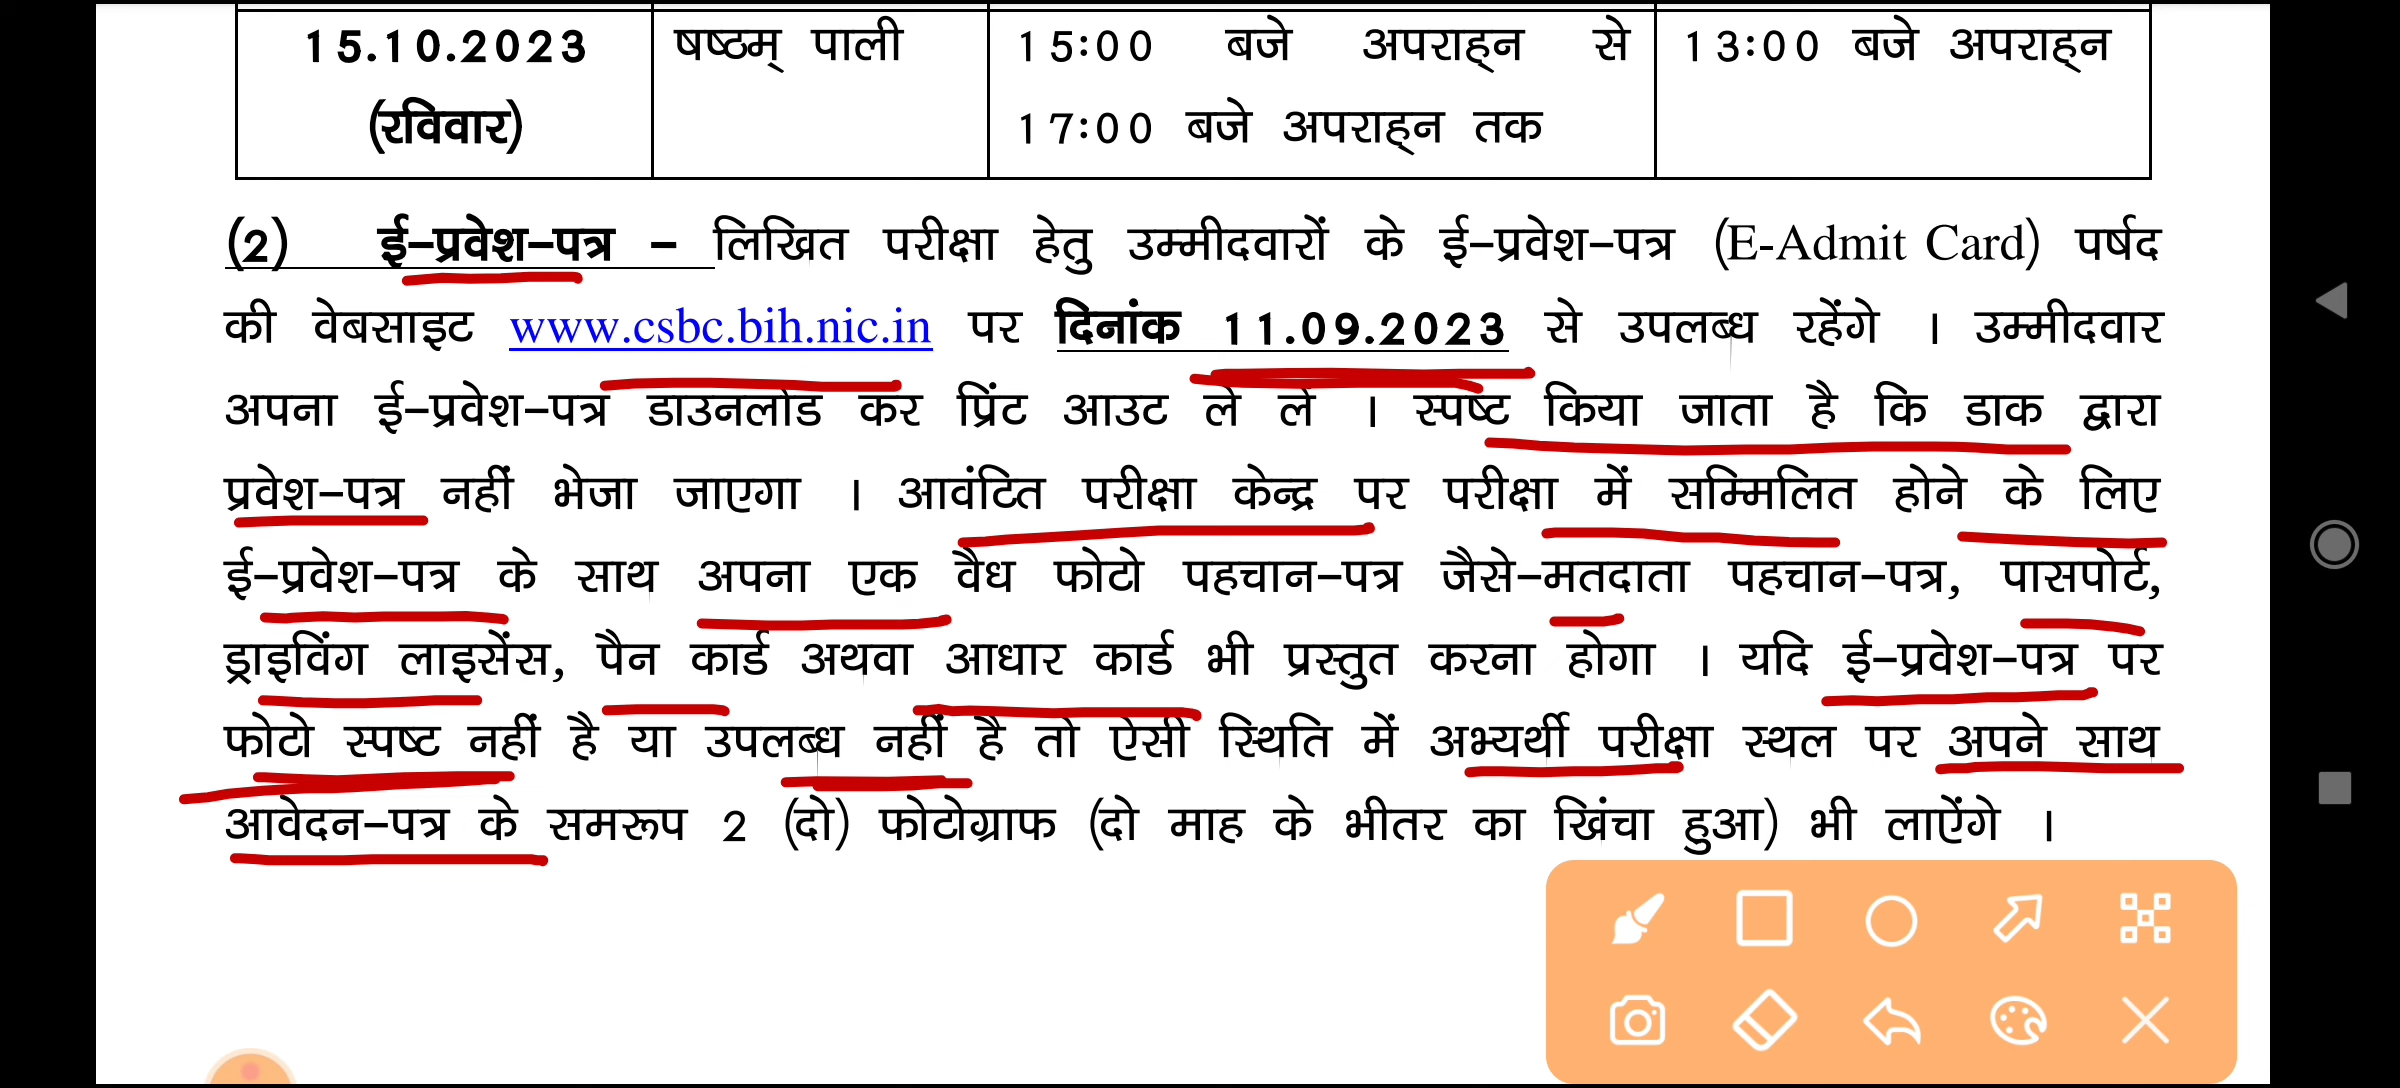 15.10.2023 षष्ठम् पाली 15:00 बजे अपराह्न से 13:00 बजे अपराह्न
(रविवार) 17:00 बजे अपराह्न तक
(2) ई–प्रवेश–पत्र – लिखित परीक्षा हेतु उम्मीदवारों के ई–प्रवेश–पत्र (E-Admit Card) पर्षद
की वेबसाइट www.csbc.bih.nic.in पर दिनांक 11.09.2023 से उपलब्ध रहेंगे ।  उम्मीदवार
अपना ई–प्रवेश–पत्र डाउनलोड कर प्रिंट आउट ले लें । स्पष्ट किया जाता है कि डाक द्वारा
प्रवेश–पत्र नहीं भेजा जाएगा । आवंटित परीक्षा केन्द्र पर परीक्षा में सम्मिलित होने के लिए
ई–प्रवेश–पत्र के साथ अपना एक वैध फोटो पहचान–पत्र जैसे–मतदाता पहचान–पत्र, पासपोर्ट,
ड्राइविंग लाइसेंस, पैन कार्ड अथवा आधार कार्ड भी प्रस्तुत करना होगा । यदि ई–प्रवेश–पत्र पर
फोटो स्पष्ट नहीं है या उपलब्ध नहीं है तो ऐसी स्थिति में अभ्यर्थी परीक्षा स्थल पर अपने साथ
आवेदन–पत्र के समरूप 2 (दो) फोटोग्राफ (दो माह के भीतर का खिंचा हुआ) भी लाऐंगे ।